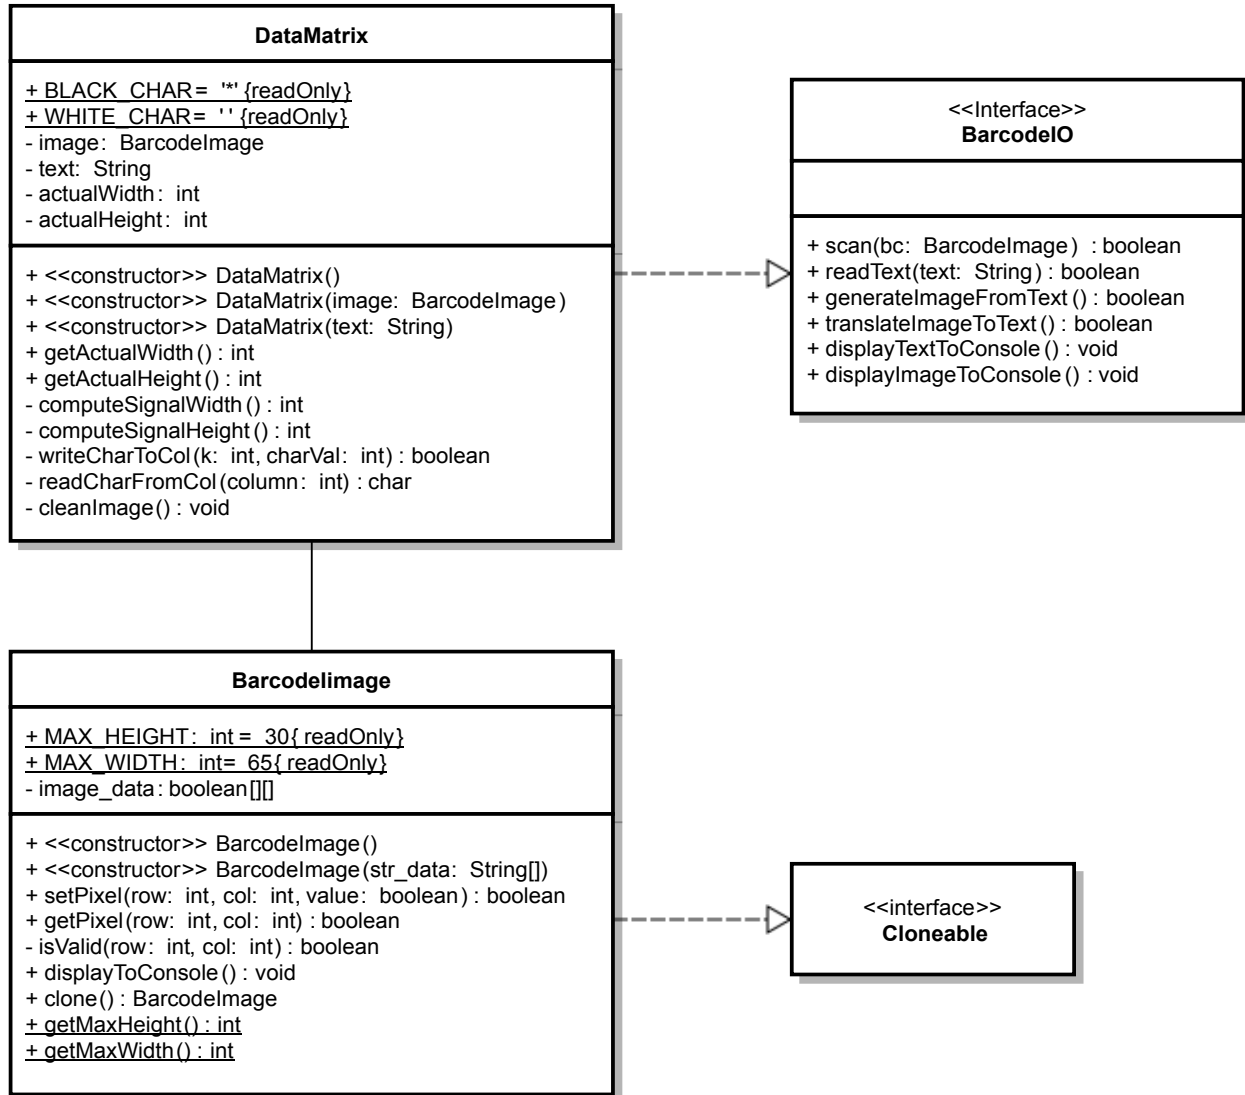 DataMatrix
+ BLACK_CHAR= '*' {readOnly}
+ WHITE_CHAR= ' ' {readOnly}
- image: BarcodeImage
- text: String
- actualWidth: int
- actualHeight: int
+ <<constructor>> DataMatrix()
+ <<constructor>> DataMatrix(image: BarcodeImage)
+ <<constructor>> DataMatrix(text: String)
+ getActualWidth() : int
+ getActualHeight() : int
- computeSignalWidth() : int
- computeSignalHeight() : int
- writeCharToCol(k: int, charVal: int) : boolean
- readCharFromCol(column: int) : char
- cleanImage() : void
<<Interface>>
BarcodeIO
+ scan(bc: BarcodeImage) : boolean
+ readText(text: String) : boolean
+ generateImageFromText() : boolean
+ translateImageToText() : boolean
+ displayTextToConsole() : void
+ displayImageToConsole() : void
BarcodeIimage
+ MAX_HEIGHT: int = 30{ readOnly}
+ MAX_WIDTH: int= 65{ readOnly}
- image_data: boolean[][]
+ <<constructor>> BarcodeImage()
+ <<constructor>> BarcodeImage(str_data: String[])
+ setPixel(row: int, col: int, value: boolean) : boolean
+ getPixel(row: int, col: int) : boolean
- isValid(row: int, col: int) : boolean
+ displayToConsole() : void
+ clone() : BarcodeImage
+ getMaxHeight() : int
+ getMaxWidth() : int
<<interface>>
Cloneable